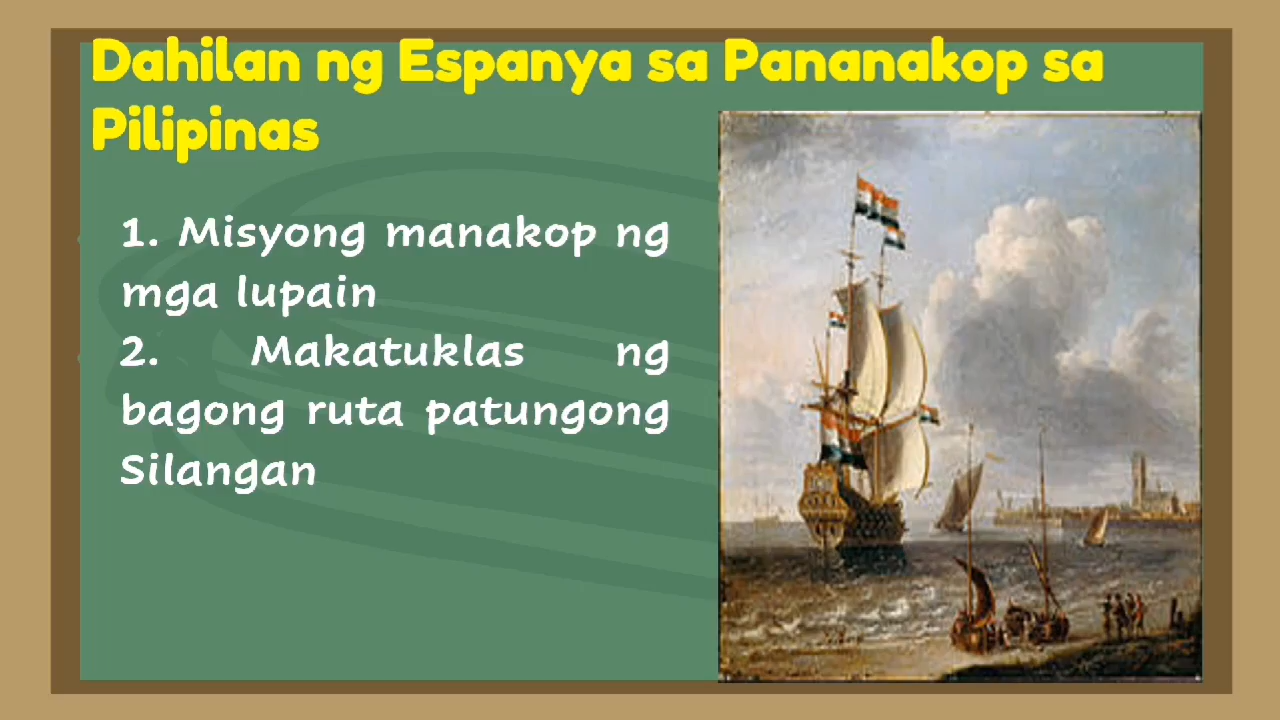 Dahilan ng Espanya sa Pananakop sa
Pilipinas
1. Misyong manakop ng
mga lupain
2. Makatuklas ng
bagong ruta patungong
Silangan